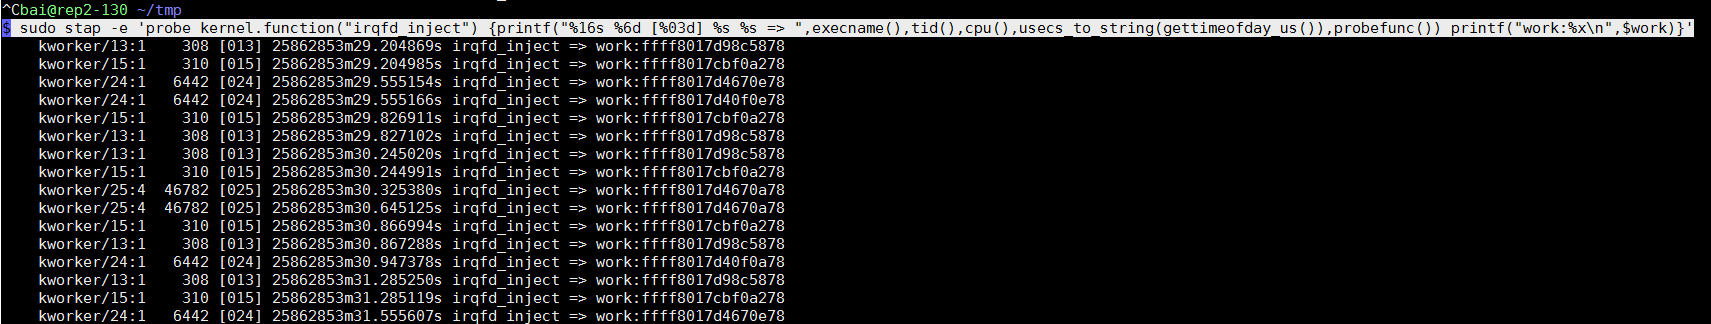 ^Cbai@rep2-130 ~/tmp
$ sudo stap -e 'probe kernel.function("irqfd_inject") {printf("%16s %6d [%03d] %s %s => ",execname(),tid(),cpu(),usecs_to_string(gettimeofday_us()),probefunc()) printf("work:%x\n",$work)}'
kworker/13:1    308 [013] 25862853m29.204869s irqfd_inject => work:ffff8017d98c5878
kworker/15:1    310 [015] 25862853m29.204985s irqfd_inject => work:ffff8017cbf0a278
kworker/24:1   6442 [024] 25862853m29.555154s irqfd_inject => work:ffff8017d4670e78
kworker/24:1   6442 [024] 25862853m29.555166s irqfd_inject => work:ffff8017d40f0e78
kworker/15:1    310 [015] 25862853m29.826911s irqfd_inject => work:ffff8017cbf0a278
kworker/13:1    308 [013] 25862853m29.827102s irqfd_inject => work:ffff8017d98c5878
kworker/13:1    308 [013] 25862853m30.245020s irqfd_inject => work:ffff8017d98c5878
kworker/15:1    310 [015] 25862853m30.244991s irqfd_inject => work:ffff8017cbf0a278
kworker/25:4  46782 [025] 25862853m30.325380s irqfd_inject => work:ffff8017d4670a78
kworker/25:4  46782 [025] 25862853m30.645125s irqfd_inject => work:ffff8017d4670a78
kworker/15:1    310 [015] 25862853m30.866994s irqfd_inject => work:ffff8017cbf0a278
kworker/13:1    308 [013] 25862853m30.867288s irqfd_inject => work:ffff8017d98c5878
kworker/24:1   6442 [024] 25862853m30.947378s irqfd_inject => work:ffff8017d40f0a78
kworker/13:1    308 [013] 25862853m31.285250s irqfd_inject => work:ffff8017d98c5878
kworker/15:1    310 [015] 25862853m31.285119s irqfd_inject => work:ffff8017cbf0a278
kworker/24:1   6442 [024] 25862853m31.555607s irqfd_inject => work:ffff8017d4670e78